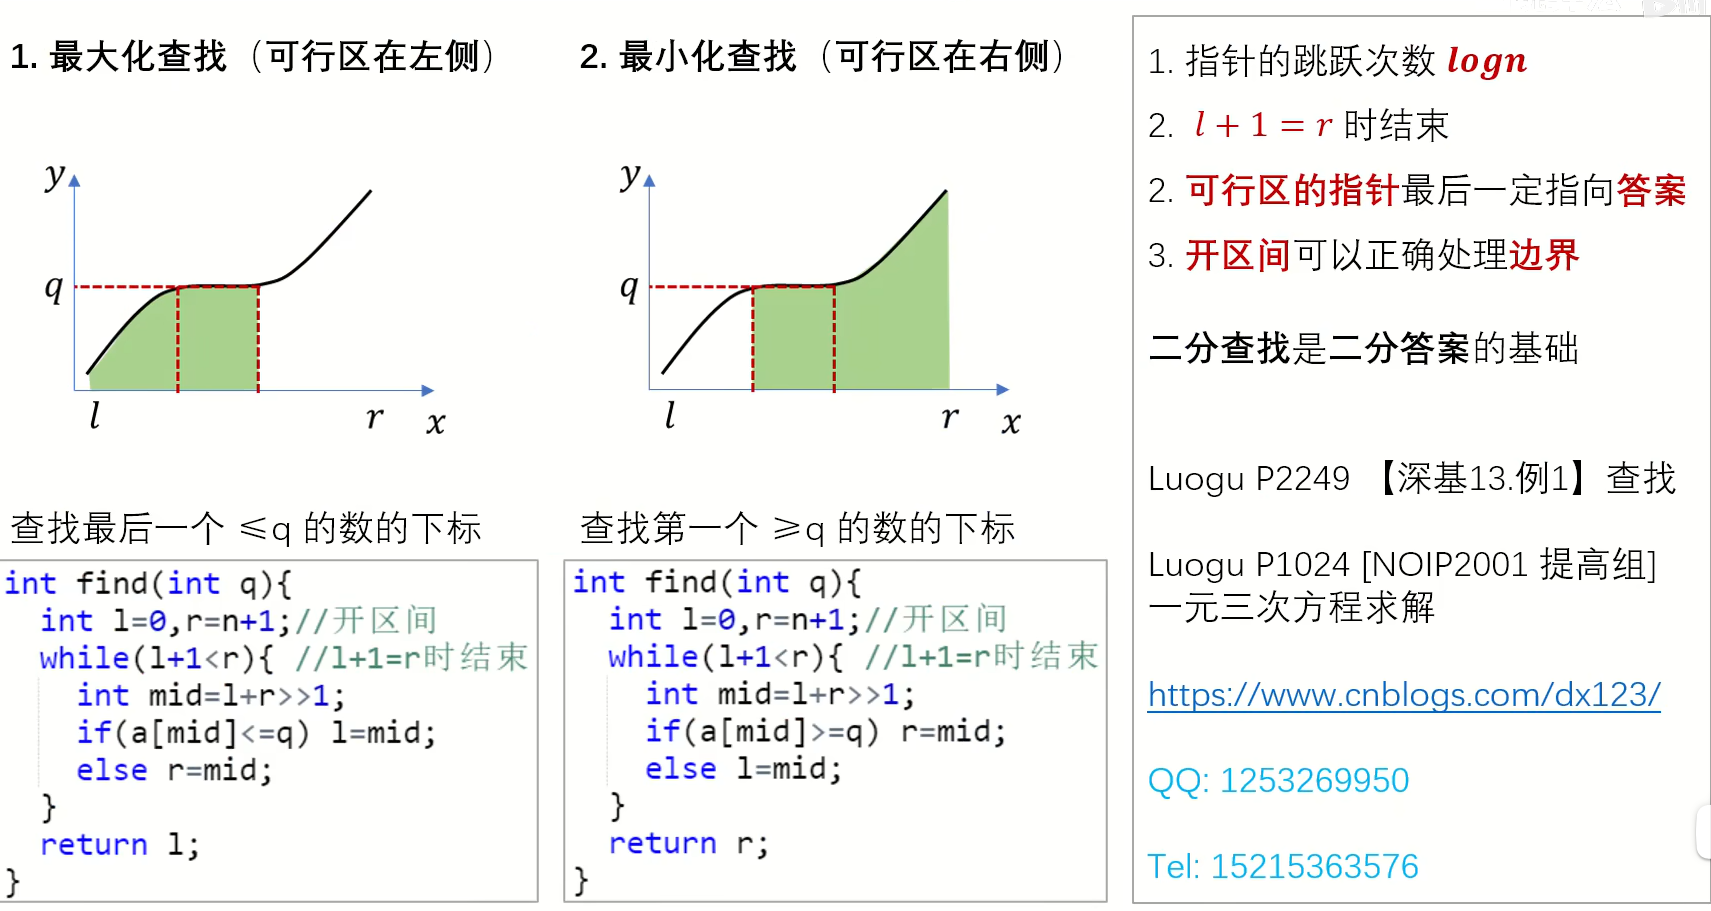 1. 最大化查找（可行区在左侧）
y
q
l
r
x
查找最后一个 ≤q 的数的下标
int find(int q){
int l=0,r=n+1;//开区间
while(l+1<r){ //l+1=r时结束
int mid=l+r>>1;
if(a[mid]<=q) l=mid;
else r=mid;
}
return l;
}
2. 最小化查找（可行区在右侧）
y
q
l
r
x
查找第一个 ≥q 的数的下标
int find(int q){
int l=0,r=n+1;//开区间
while(l+1<r){ //l+1=r时结束
int mid=l+r>>1;
if(a[mid]>=q) r=mid;
else l=mid;
}
return r;
}
1. 指针的跳跃次数 logn
2. l + 1 = r 时结束
2. 可行区的指针最后一定指向答案
3. 开区间可以正确处理边界
二分查找是二分答案的基础
Luogu P2249 【深基13.例1】查找
Luogu P1024 [NOIP2001 提高组]
一元三次方程求解
https://www.cnblogs.com/dx123/
QQ: 1253269950
Tel: 15215363576